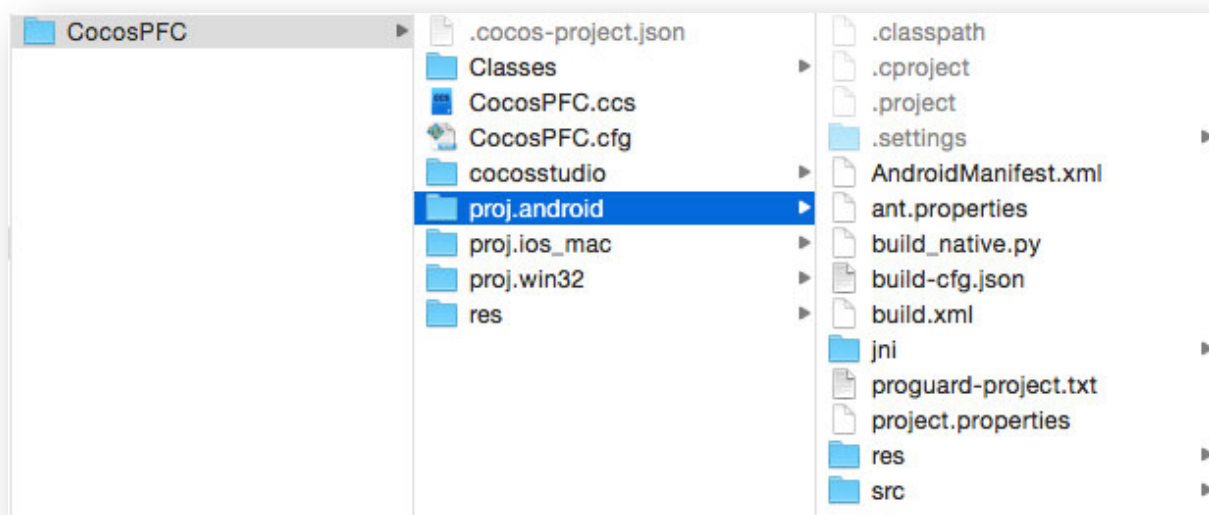 CocosPFC
.cocos-project.json
Classes
CocosPFC.ccs
CocosPFC.cfg
cocosstudio
proj.android
proj.ios_mac
proj.win32
res
.classpath
.cproject
.project
.settings
AndroidManifest.xml
ant.properties
build_native.py
build-cfg.json
build.xml
jni
proguard-project.txt
project.properties
res
src